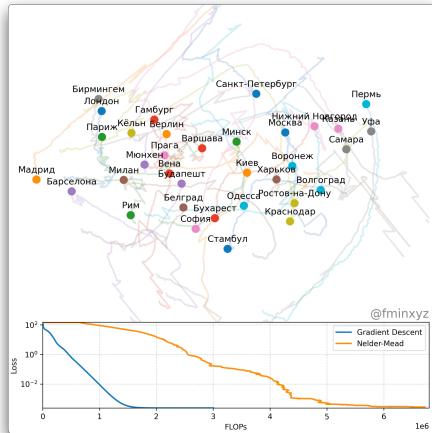 Санкт-Петербург
Пермь
Бирмингем
Лондон
Гамбург
Нижний Новгород
Казань
Уфа
Париж
Кёльн
Берлин
Москва
Минск
Самара
Прага
Варшава
Мюнхен
Вена
Воронеж
Мадрид
Барселона
Милан
Будапешт
Киев
Харьков
Волгоград
Рим
Белград
Одесса
Ростов-на-Дону
София
Бухарест
Краснодар
Стамбул
@fminxyz
10²
10⁰
10⁻²
Loss
Gradient Descent
Nelder-Mead
0 1 2 3 4 5 6
FLOPs
1e6